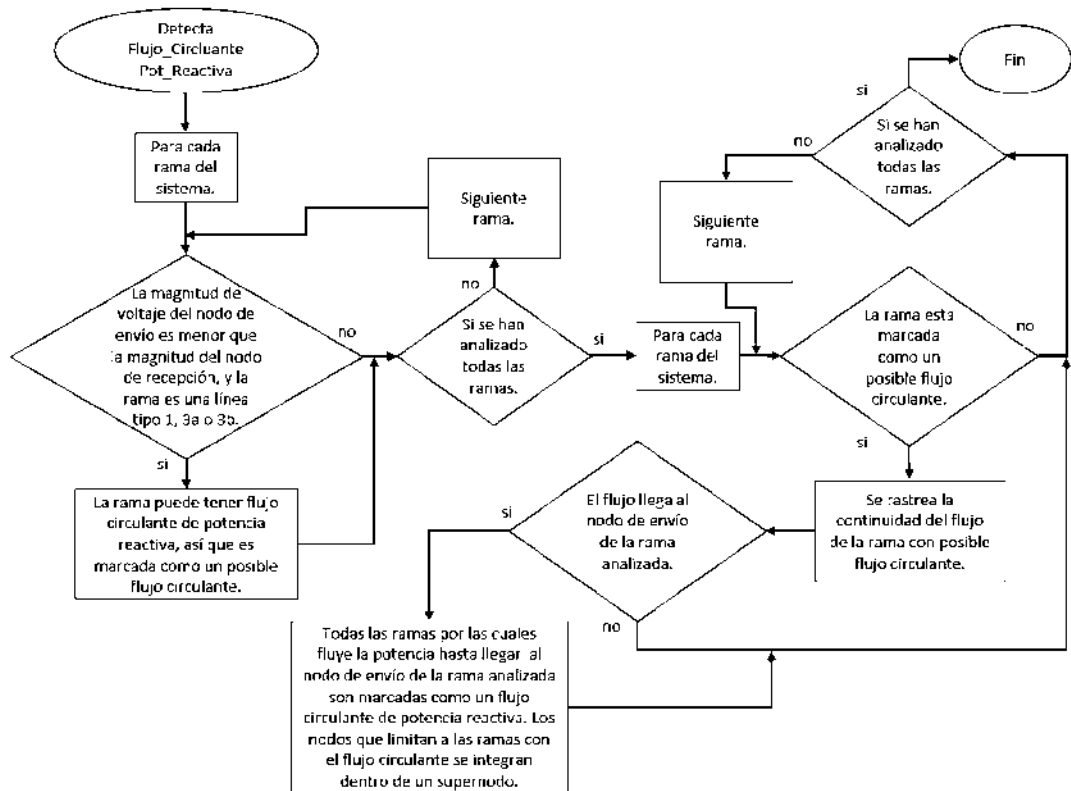 Detecta
Flujo_Circluante
Pot_Reactiva
Para cada
rama del
sistema.
Siguiente
rama.
La magnitud de
voltaje del nodo de
envío es menor que
la magnitud del nodo
de recepción, y la
rama es una línea
tipo 1, 3a o 3b.
no
si
La rama puede tener flujo
circulante de potencia
reactiva, así que es
marcada como un posible
flujo circulante.
no
Si se han
analizado
todas las
ramas.
si
Para cada
rama del
sistema.
Fin
si
no
Si se han
analizado
todas las
ramas.
Siguiente
rama.
La rama esta
marcada
como un
posible flujo
circulante.
no
si
Se rastrea la
continuidad del flujo
de la rama con posible
flujo circulante.
El flujo llega al
nodo de envío
de la rama
analizada.
si
no
Todas las ramas por las cuales
fluye la potencia hasta llegar al
nodo de envío de la rama analizada
son marcadas como un flujo
circulante de potencia reactiva. Los
nodos que limitan a las ramas con
el flujo circulante se integran
dentro de un supernodo.